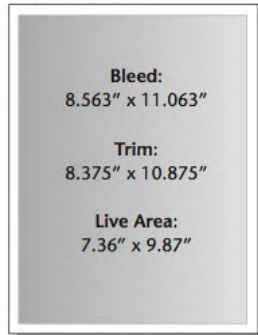 Bleed:
8.563” x 11.063”
Trim:
8.375” x 10.875”
Live Area:
7.36” x 9.87”